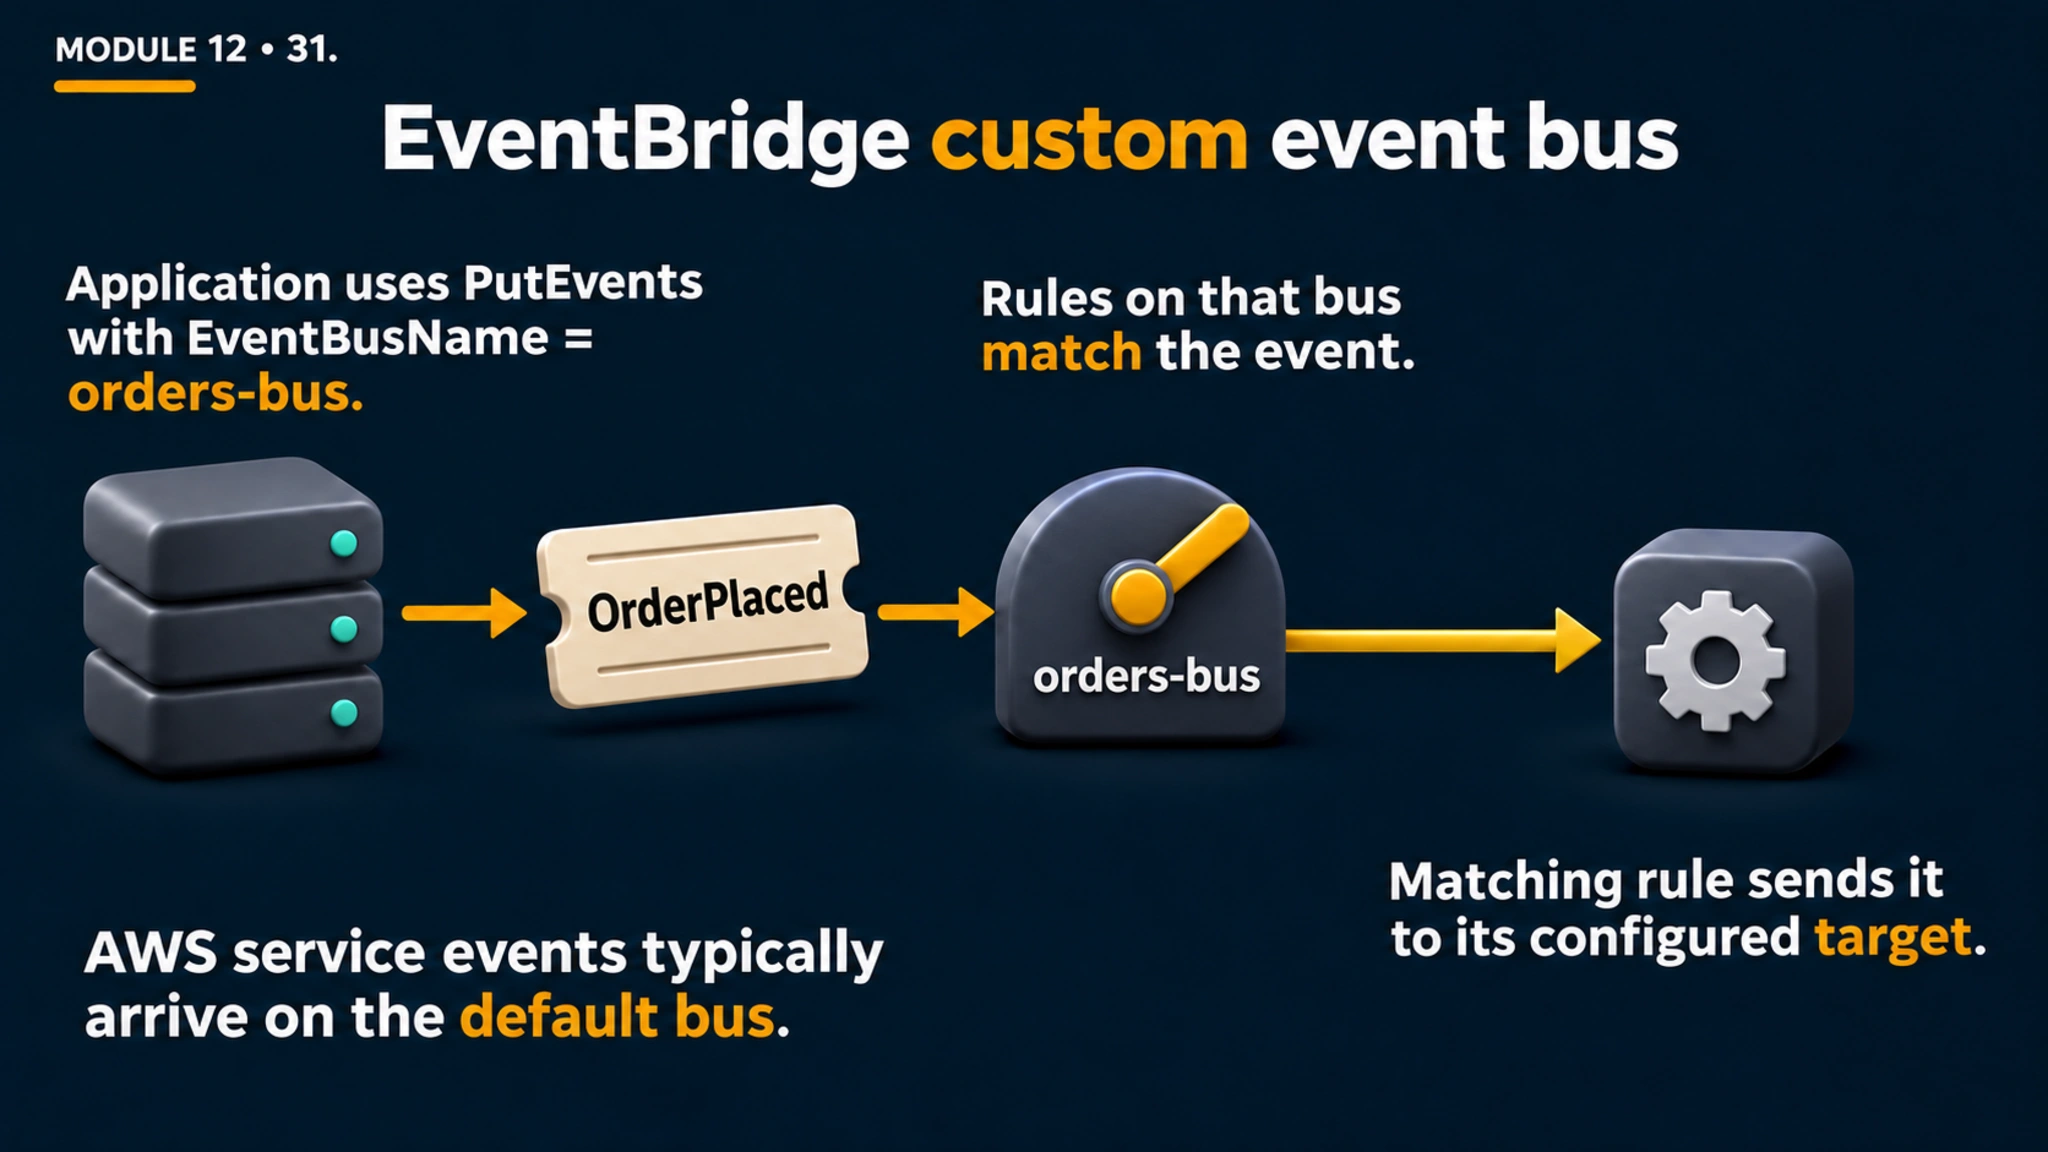 MODULE 12 • 31.
EventBridge custom event bus
Application uses PutEvents
with EventBusName =
orders-bus.
Rules on that bus
match the event.
OrderPlaced
orders-bus
Matching rule sends it
to its configured target.
AWS service events typically
arrive on the default bus.